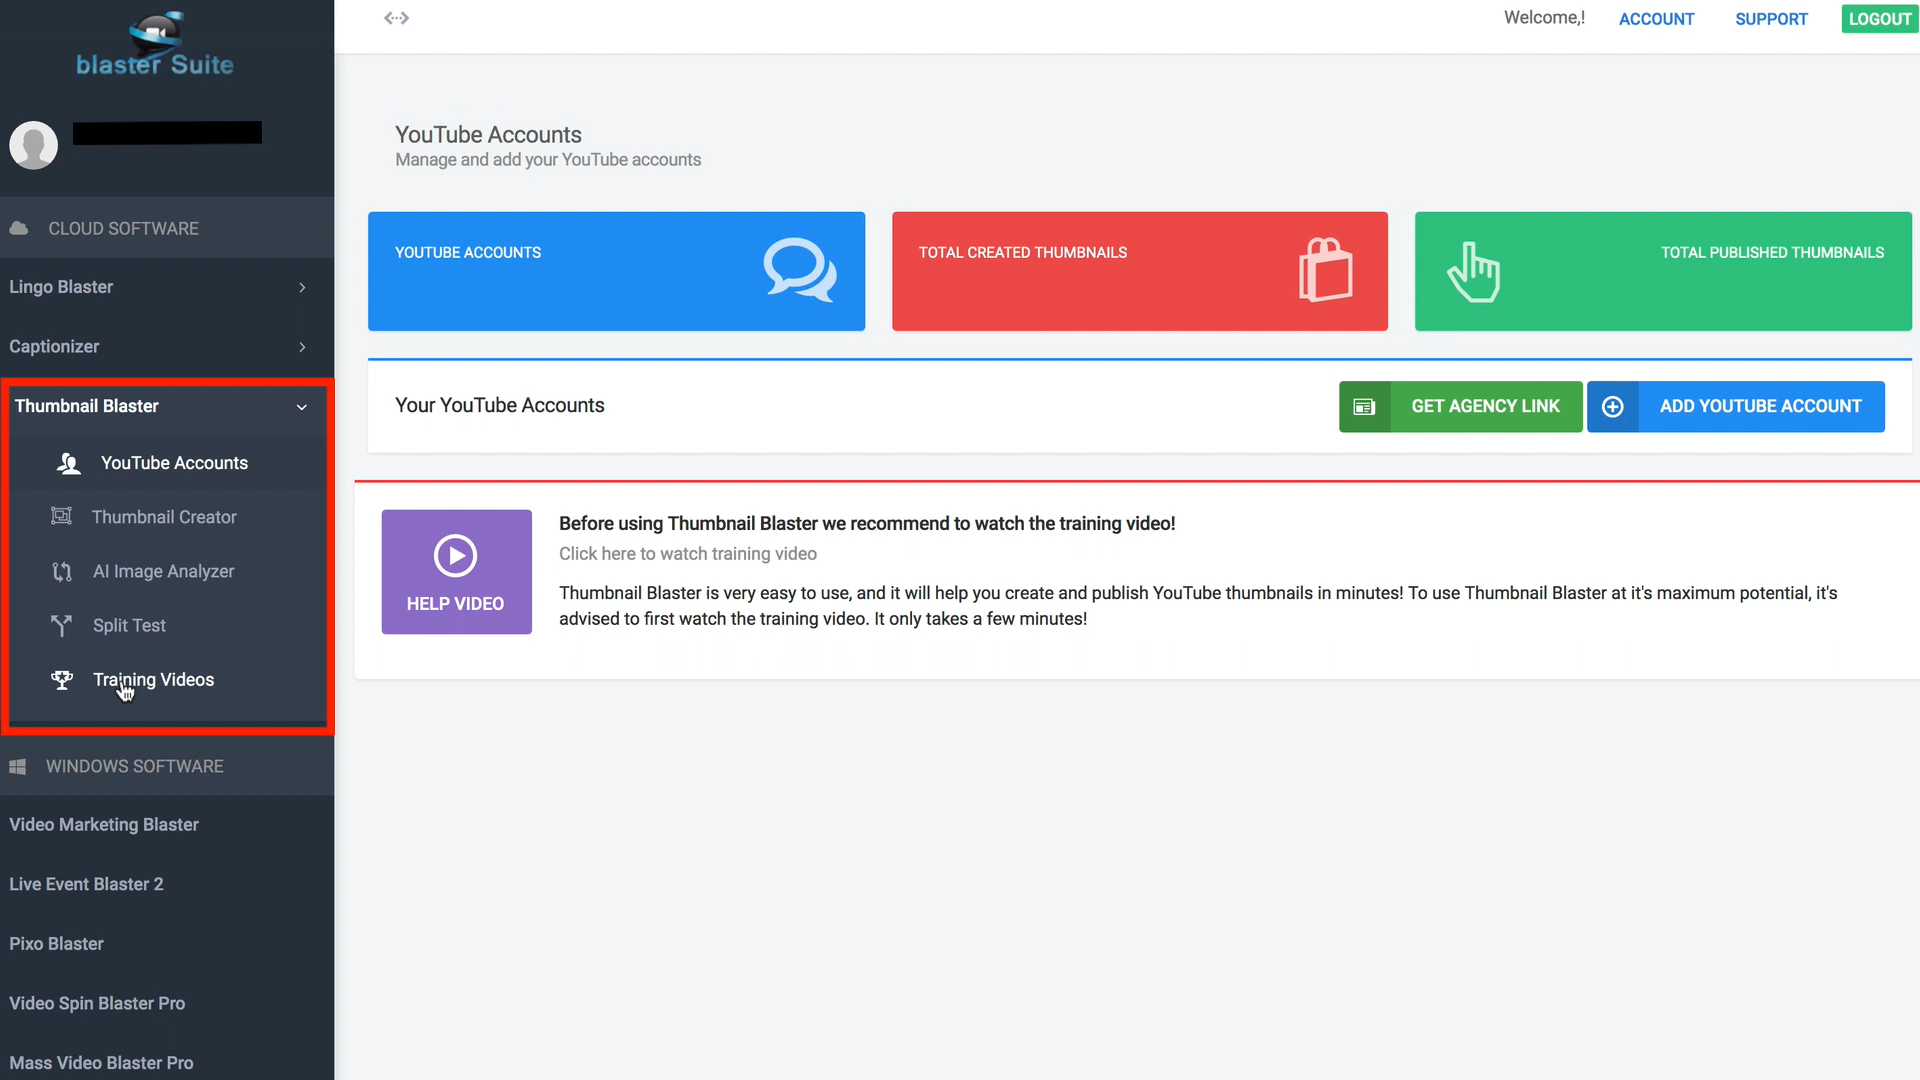 blaster Suite
CLOUD SOFTWARE
Lingo Blaster
Captionizer
Thumbnail Blaster
YouTube Accounts
Thumbnail Creator
AI Image Analyzer
Split Test
Training Videos
WINDOWS SOFTWARE
Video Marketing Blaster
Live Event Blaster 2
Pixo Blaster
Video Spin Blaster Pro
Mass Video Blaster Pro
Welcome,!
ACCOUNT
SUPPORT
LOGOUT
YouTube Accounts
Manage and add your YouTube accounts
YOUTUBE ACCOUNTS
TOTAL CREATED THUMBNAILS
TOTAL PUBLISHED THUMBNAILS
Your YouTube Accounts
GET AGENCY LINK
ADD YOUTUBE ACCOUNT
HELP VIDEO
Before using Thumbnail Blaster we recommend to watch the training video!
Click here to watch training video
Thumbnail Blaster is very easy to use, and it will help you create and publish YouTube thumbnails in minutes! To use Thumbnail Blaster at it's maximum potential, it's
advised to first watch the training video. It only takes a few minutes!